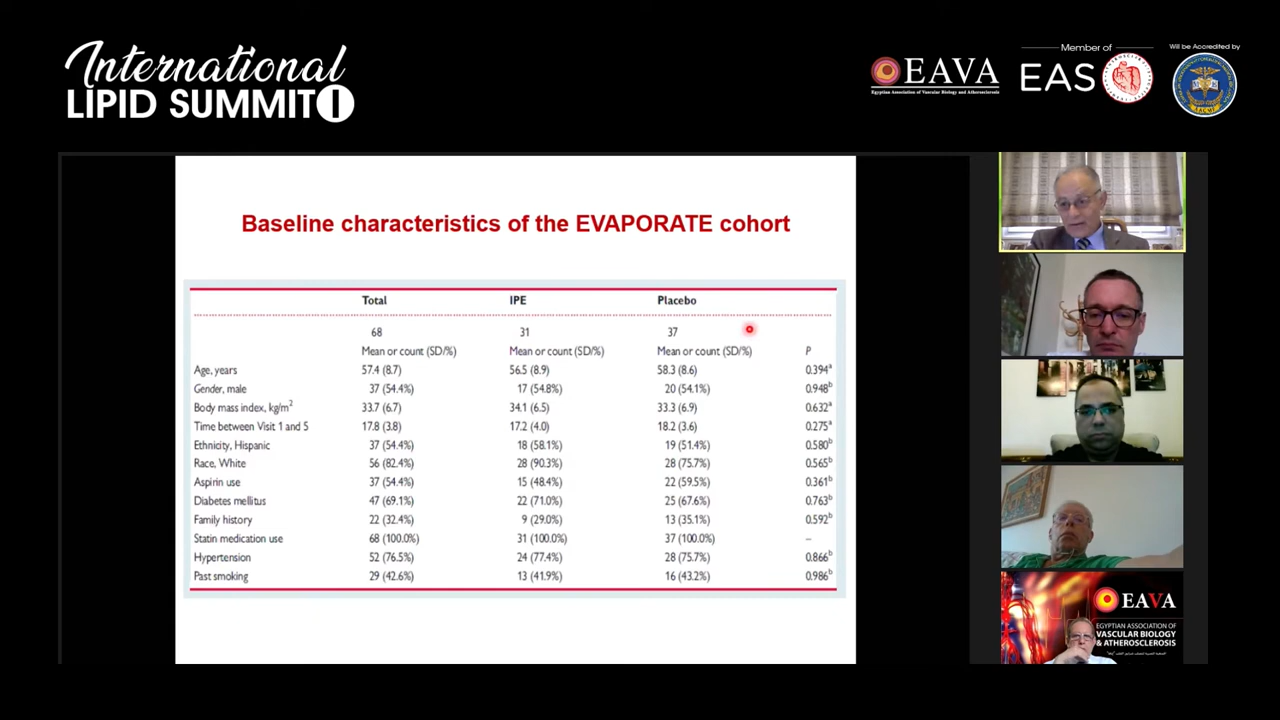 International
LIPID SUMMIT 1
EAVA
Egyptian Association of Vascular Biology and Atherosclerosis
Member of
EAS
Will be Accredited by
Baseline characteristics of the EVAPORATE cohort
Total IPE Placebo
68 31 37
Mean or count (SD/%) Mean or count (SD/%) Mean or count (SD/%) P
Age, years 57.4 (8.7) 56.5 (8.9) 58.3 (8.6) 0.394a
Gender, male 37 (54.4%) 17 (54.8%) 20 (54.1%) 0.948b
Body mass index, kg/m2 33.7 (6.7) 34.1 (6.5) 33.3 (6.9) 0.632a
Time between Visit 1 and 5 17.8 (3.8) 17.2 (4.0) 18.2 (3.6) 0.275a
Ethnicity, Hispanic 37 (54.4%) 18 (58.1%) 19 (51.4%) 0.580b
Race, White 56 (82.4%) 28 (90.3%) 28 (75.7%) 0.565b
Aspirin use 37 (54.4%) 15 (48.4%) 22 (59.5%) 0.361b
Diabetes mellitus 47 (69.1%) 22 (71.0%) 25 (67.6%) 0.763b
Family history 22 (32.4%) 9 (29.0%) 13 (35.1%) 0.592b
Statin medication use 68 (100.0%) 31 (100.0%) 37 (100.0%) –
Hypertension 52 (76.5%) 24 (77.4%) 28 (75.7%) 0.866b
Past smoking 29 (42.6%) 13 (41.9%) 16 (43.2%) 0.986b
EAVA
EGYPTIAN ASSOCIATION OF
VASCULAR BIOLOGY
& ATHEROSCLEROSIS